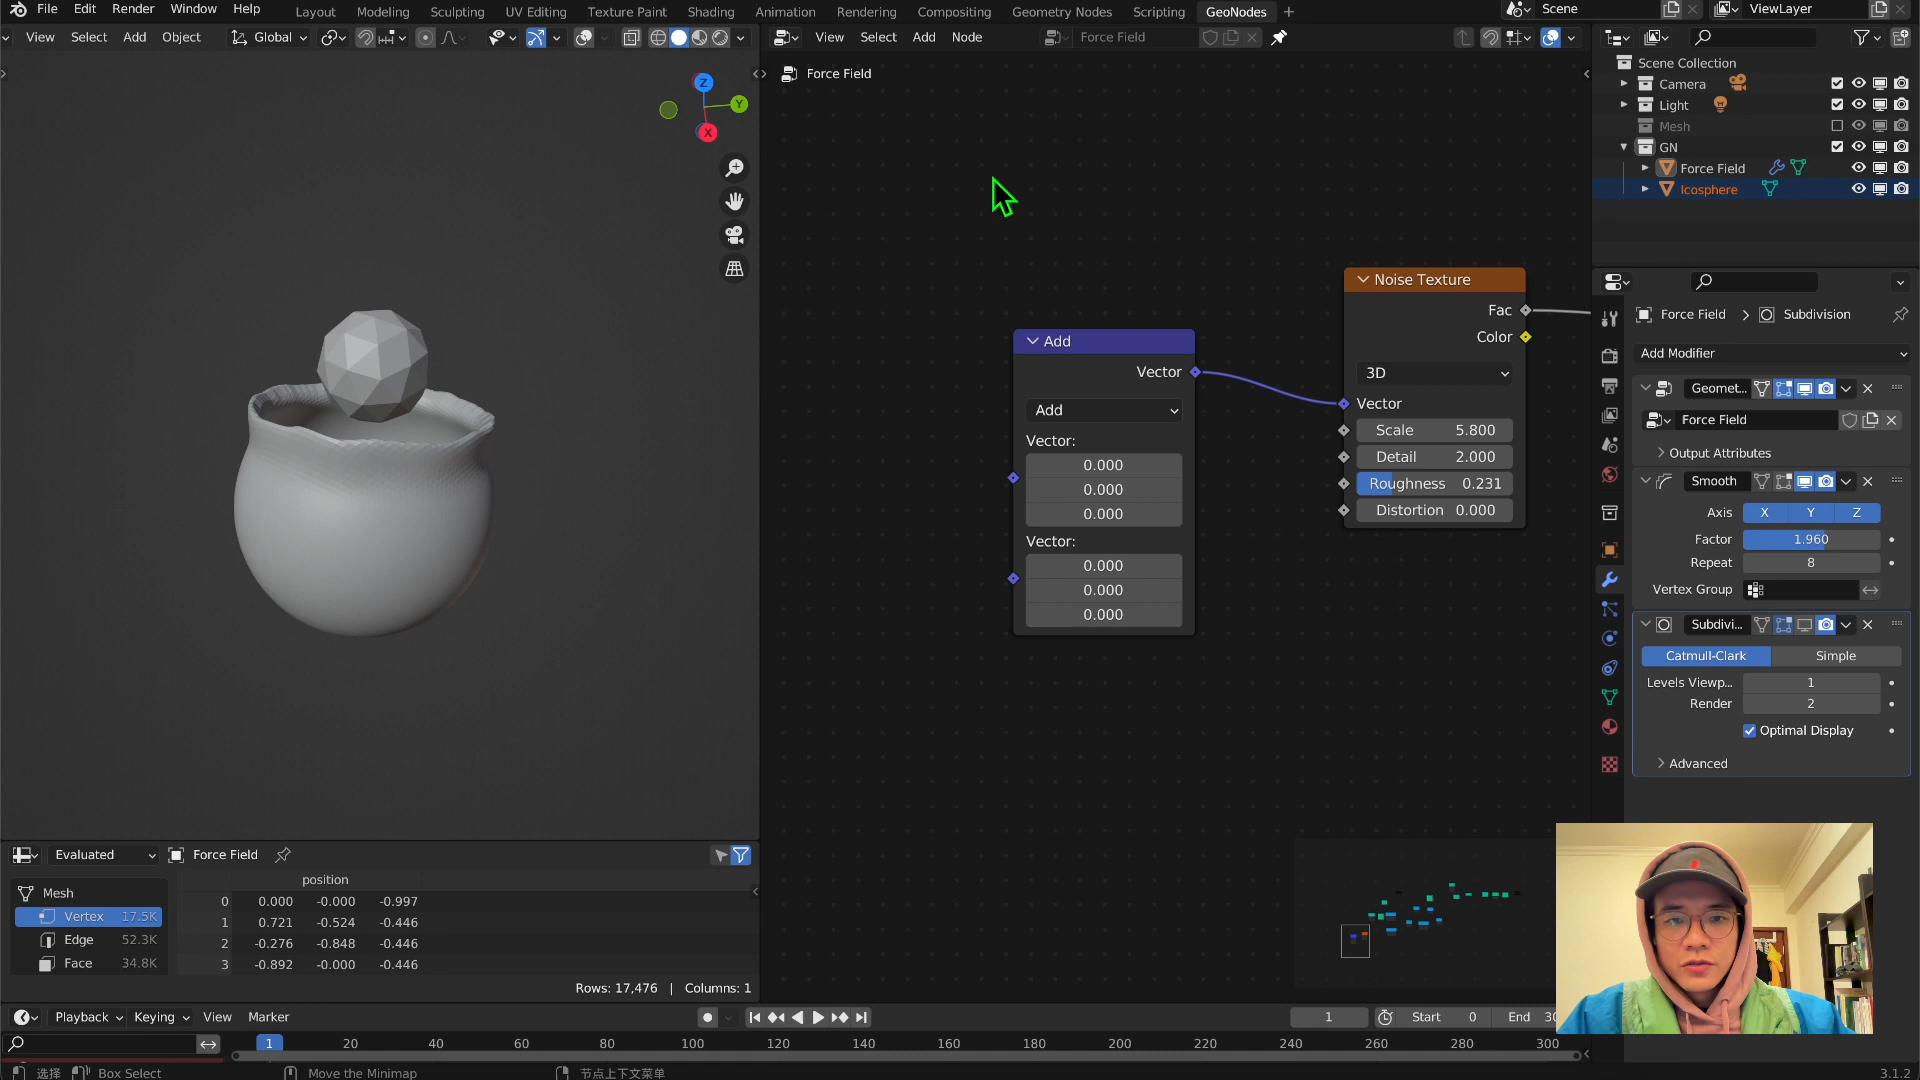 File Edit Render Window Help Layout Modeling Sculpting UV Editing Texture Paint Shading Animation Rendering Compositing Geometry Nodes Scripting GeoNodes Scene ViewLayer
View Select Add Object Global
View Select Add Node Force Field
Force Field
Z
Y
X
Scene Collection
Camera
Light
Mesh
GN
Force Field
Icosphere
Add
Vector
Add
Vector:
0.000
0.000
0.000
Vector:
0.000
0.000
0.000
Noise Texture
Fac
Color
3D
Vector
Scale 5.800
Detail 2.000
Roughness 0.231
Distortion 0.000
Force Field > Subdivision
Add Modifier
Geomet...
Force Field
Output Attributes
Smooth
Axis X Y Z
Factor 1.960
Repeat 8
Vertex Group
Subdivi...
Catmull-Clark Simple
Levels Viewp... 1
Render 2
Optimal Display
Advanced
Evaluated Force Field
Mesh
Vertex 17.5K
Edge 52.3K
Face 34.8K
position
0 0.000 -0.000 -0.997
1 0.721 -0.524 -0.446
2 -0.276 -0.848 -0.446
3 -0.892 -0.000 -0.446
Rows: 17,476 | Columns: 1
Playback Keying View Marker 1 Start 0 End 30
1 20 40 60 80 100 120 140 160 180 200 220 240 260 280 300
选择 Box Select Move the Minimap 节点上下文菜单 3.1.2